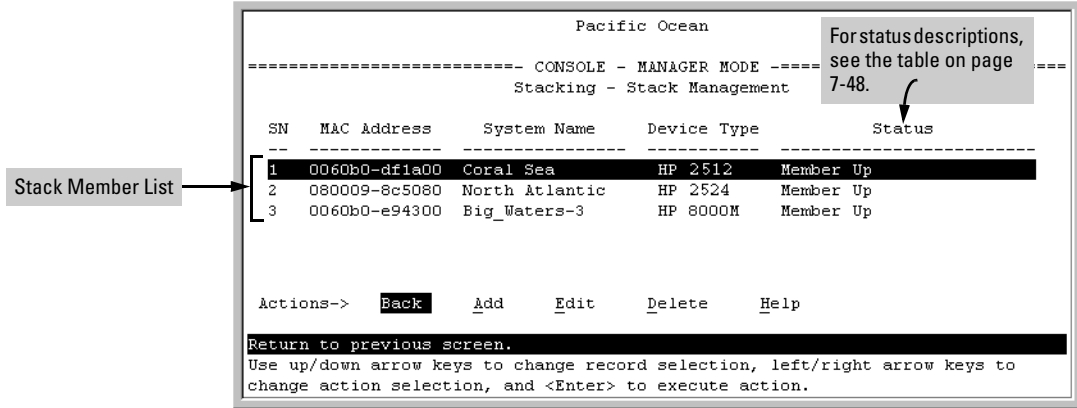 Pacific Ocean
For status descriptions,
see the table on page
7-48.
==========================- CONSOLE - MANAGER MODE -==========================
Stacking - Stack Management
SN MAC Address System Name Device Type Status
-- ------------- ---------------- ----------- -------------------------
Stack Member List
1 0060b0-df1a00 Coral Sea HP 2512 Member Up
2 080009-8c5080 North Atlantic HP 2524 Member Up
3 0060b0-e94300 Big_Waters-3 HP 8000M Member Up
Actions-> Back Add Edit Delete Help
Return to previous screen.
Use up/down arrow keys to change record selection, left/right arrow keys to
change action selection, and <Enter> to execute action.